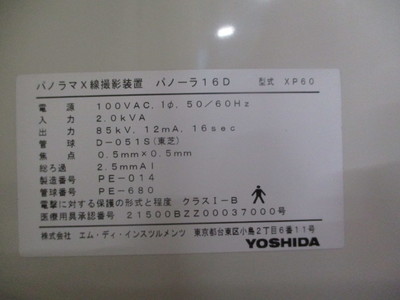 パノラマX線撮影装置 パノーラ16D 型式 XP60
電源 100VAC, 1φ, 50/60Hz
入力 2.0kVA
出力 85kV, 12mA, 16sec
管球 D-051S(東芝)
焦点 0.5mm×0.5mm
総ろ過 2.5mmAl
製造番号 PE-014
管球番号 PE-680
電撃に対する保護の形式と程度 クラスI-B
医療用具承認番号 21500BZZ00037000号
株式会社 エム・ディ・インスツルメンツ 東京都台東区小島2丁目6番11号
YOSHIDA